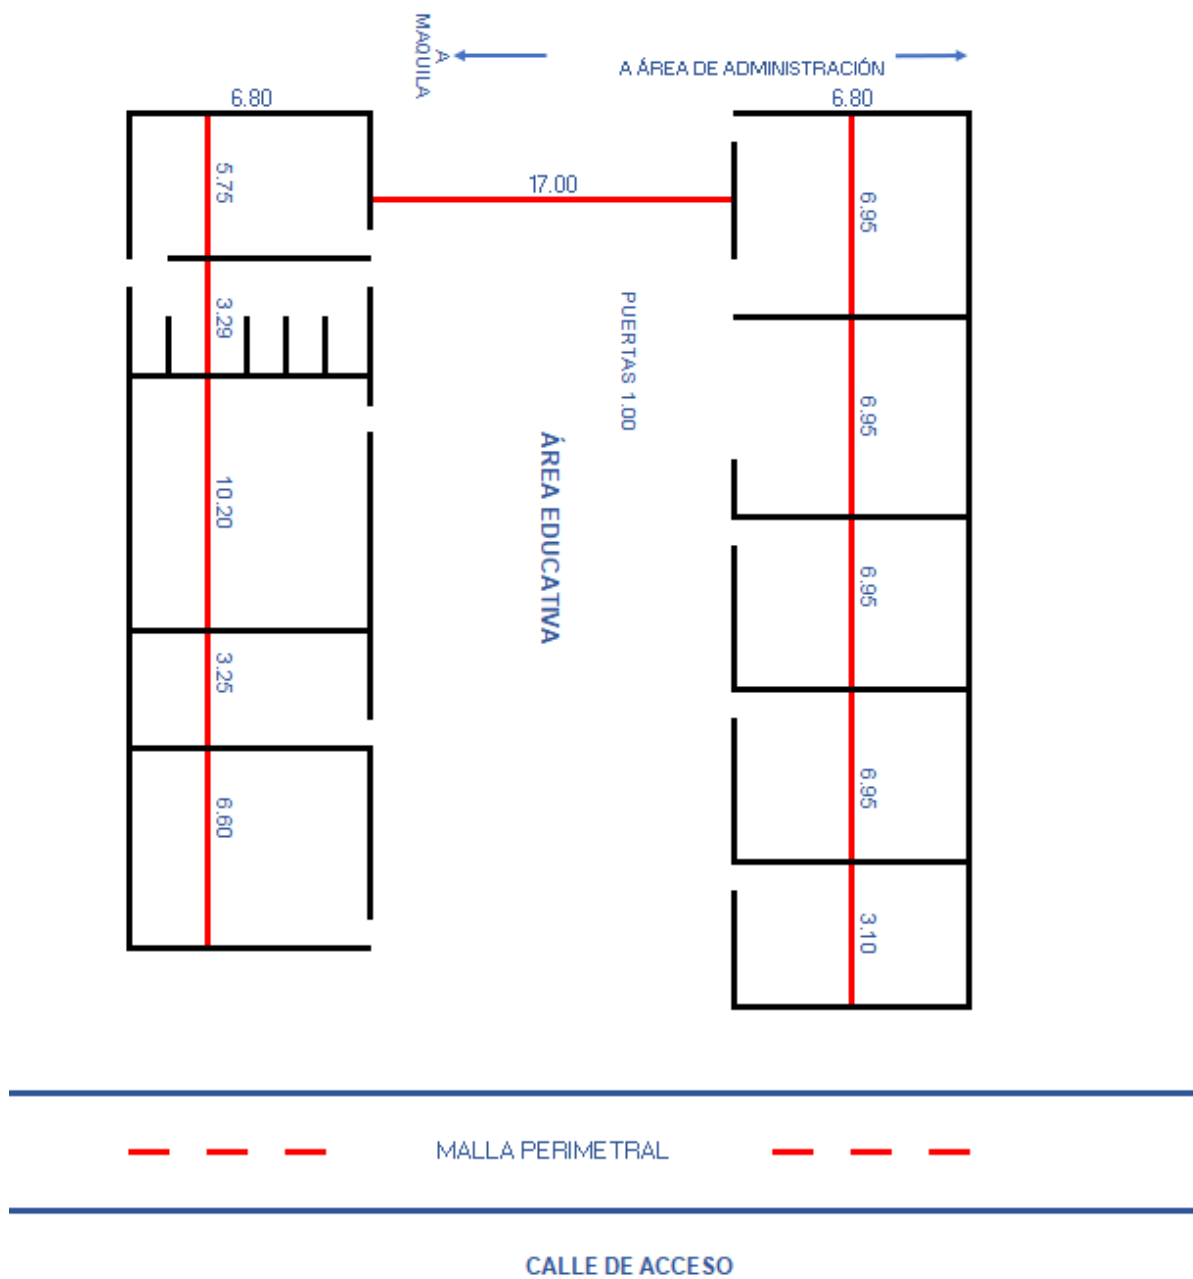 A
MAQUILA
A ÁREA DE ADMINISTRACIÓN
6.80
6.80
5.75
17.00
6.95
3.29
PUERTAS 1.00
6.95
10.20
ÁREA EDUCATIVA
6.95
3.25
6.60
6.95
3.10
MALLA PERIMETRAL
CALLE DE ACCESO